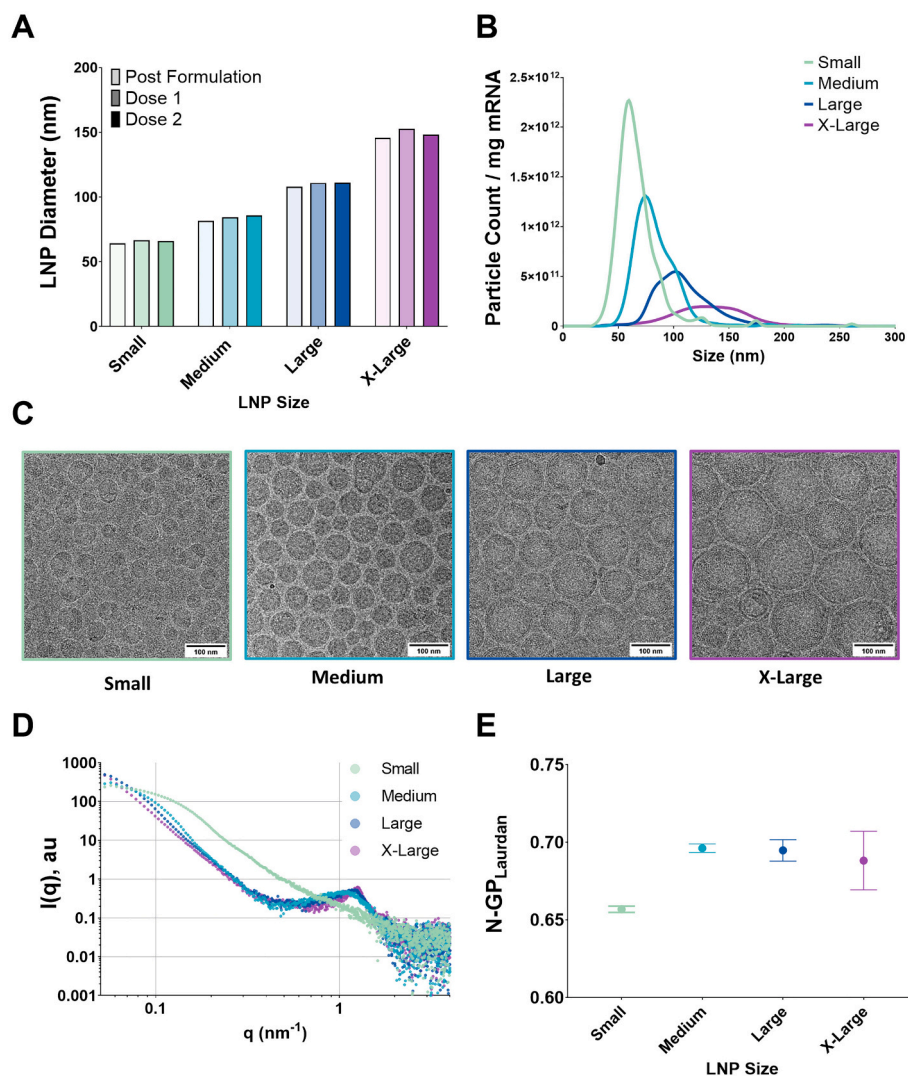 A
LNP Diameter (nm)
200
150
100
50
0
Post Formulation
Dose 1
Dose 2
Small
Medium
Large
X-Large
LNP Size
B
Particle Count / mg mRNA
2.5×10¹²
2×10¹²
1.5×10¹²
1×10¹²
5×10¹¹
0
0 50 100 150 200 250 300
Size (nm)
Small
Medium
Large
X-Large
C
100 nm
100 nm
100 nm
100 nm
Small
Medium
Large
X-Large
D
I(q), au
1000
100
10
1
0.1
0.01
0.001
0.1 1
q (nm⁻¹)
Small
Medium
Large
X-Large
E
N-GP_Laurdan
0.75
0.70
0.65
0.60
Small
Medium
Large
X-Large
LNP Size